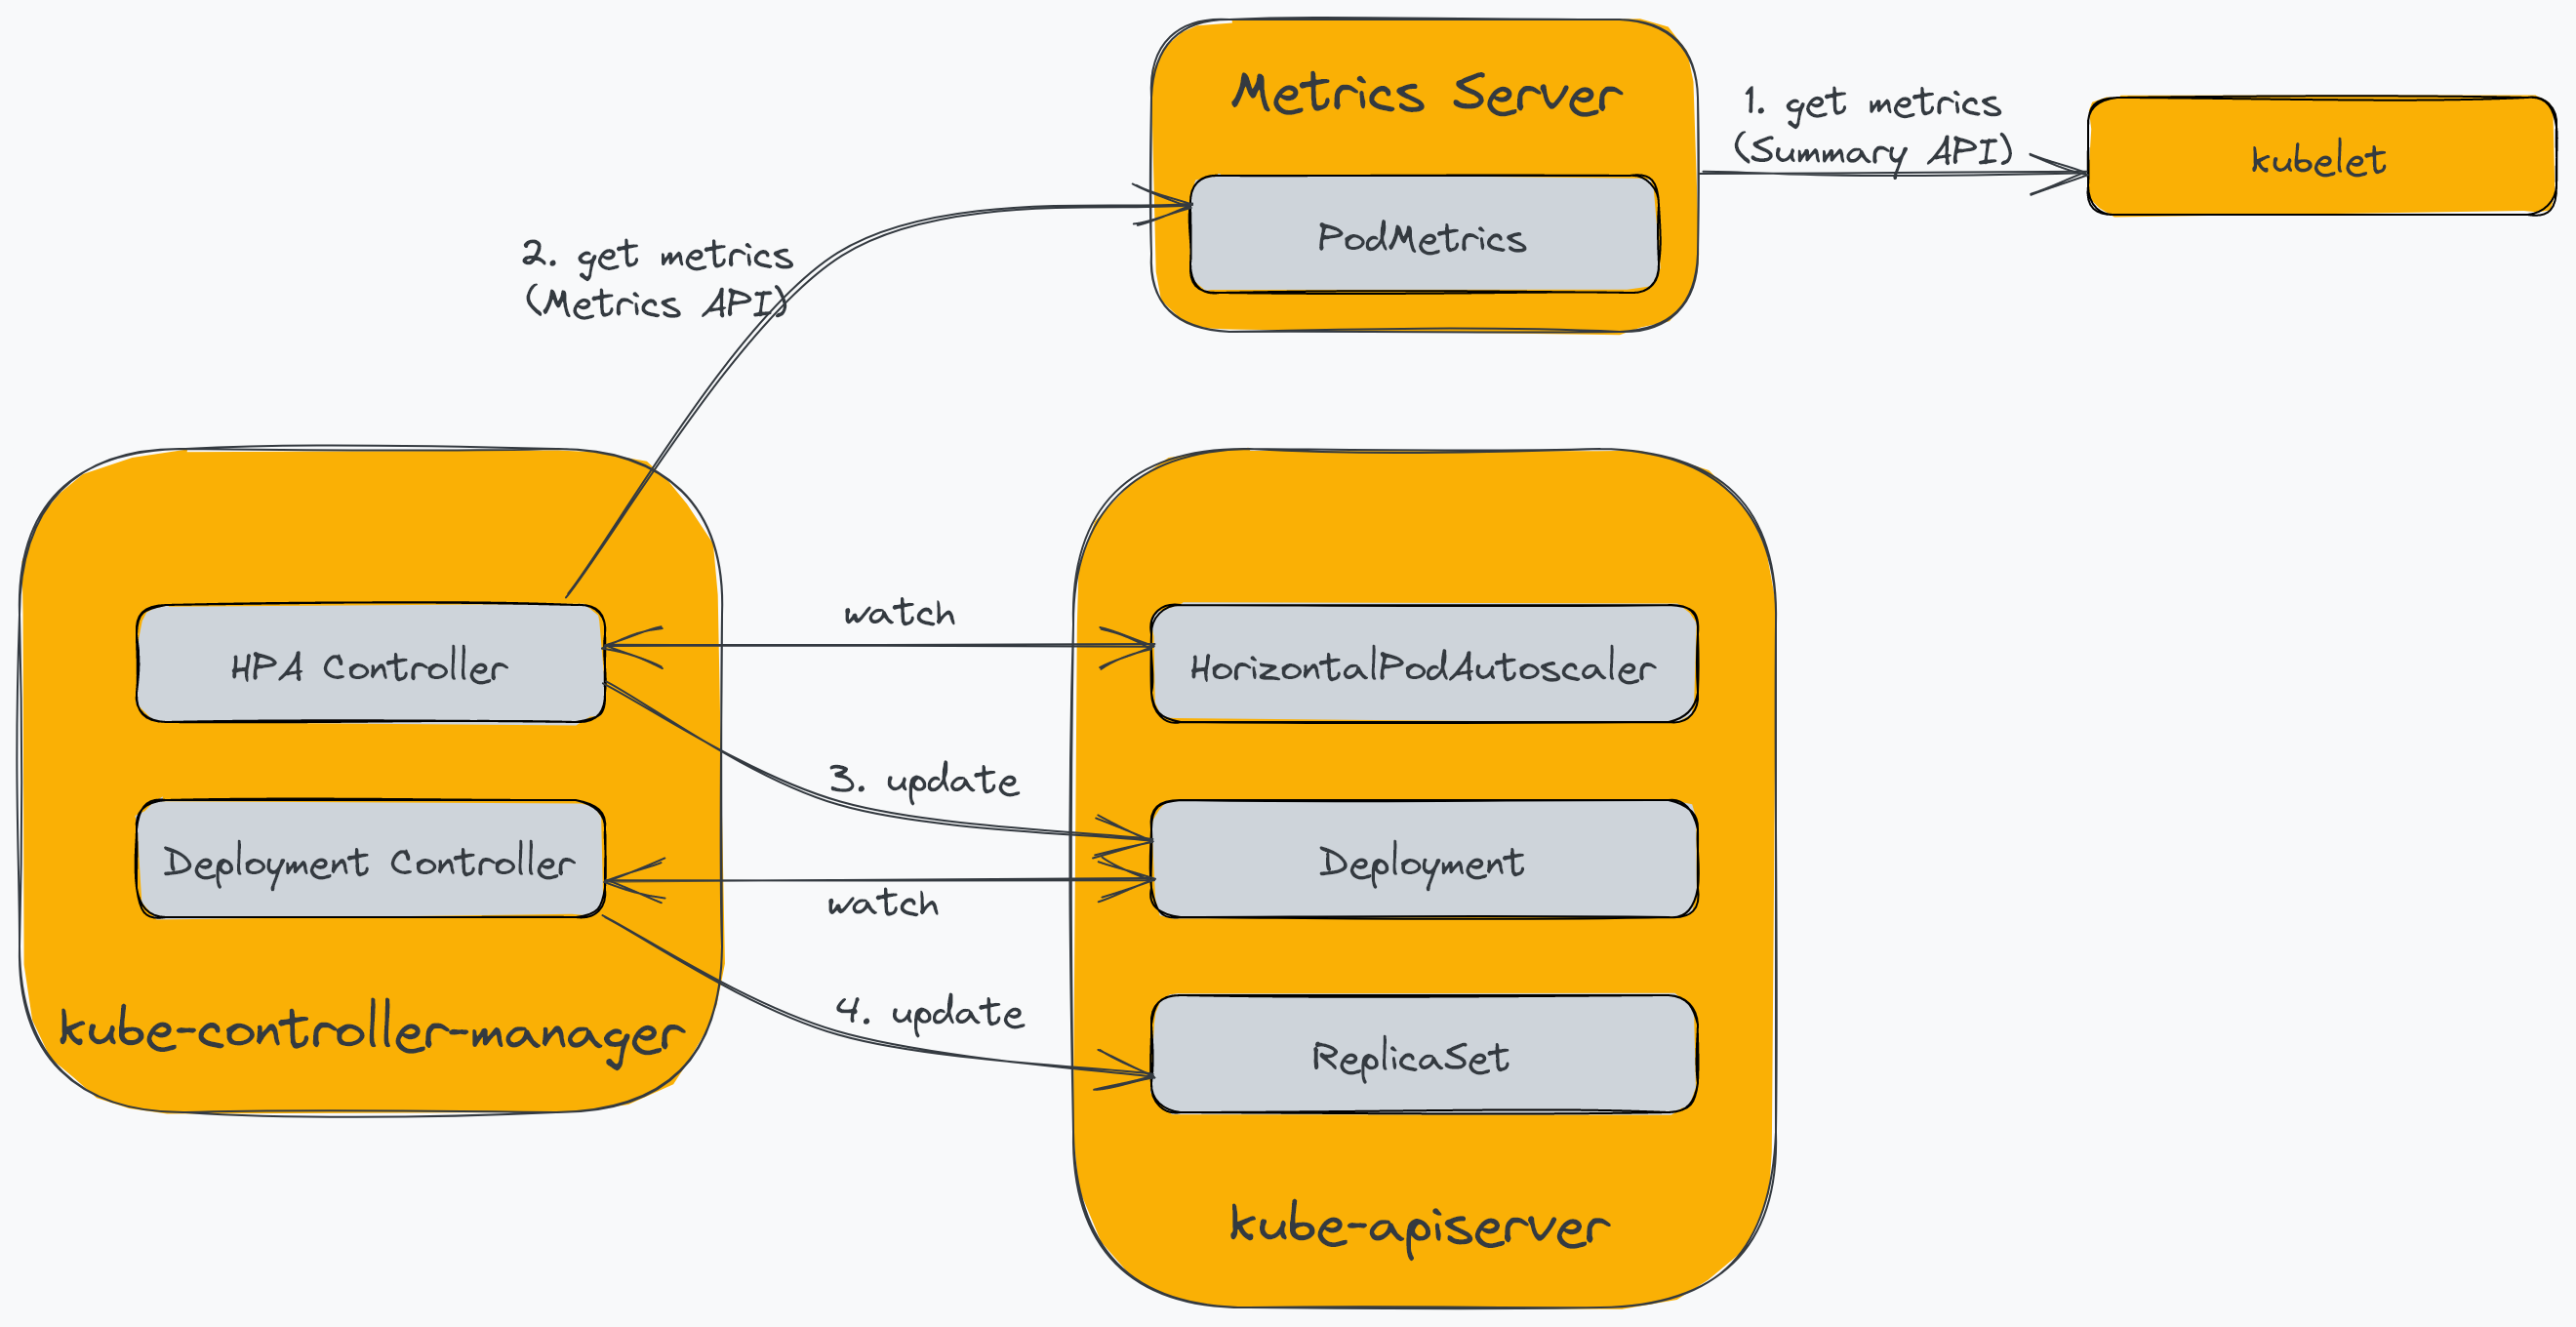 Metrics Server
1. get metrics
(Summary API)
kubelet
PodMetrics
2. get metrics
(Metrics API)
watch
HPA Controller
HorizontalPodAutoscaler
3. update
Deployment Controller
Deployment
watch
4. update
kube-controller-manager
ReplicaSet
kube-apiserver